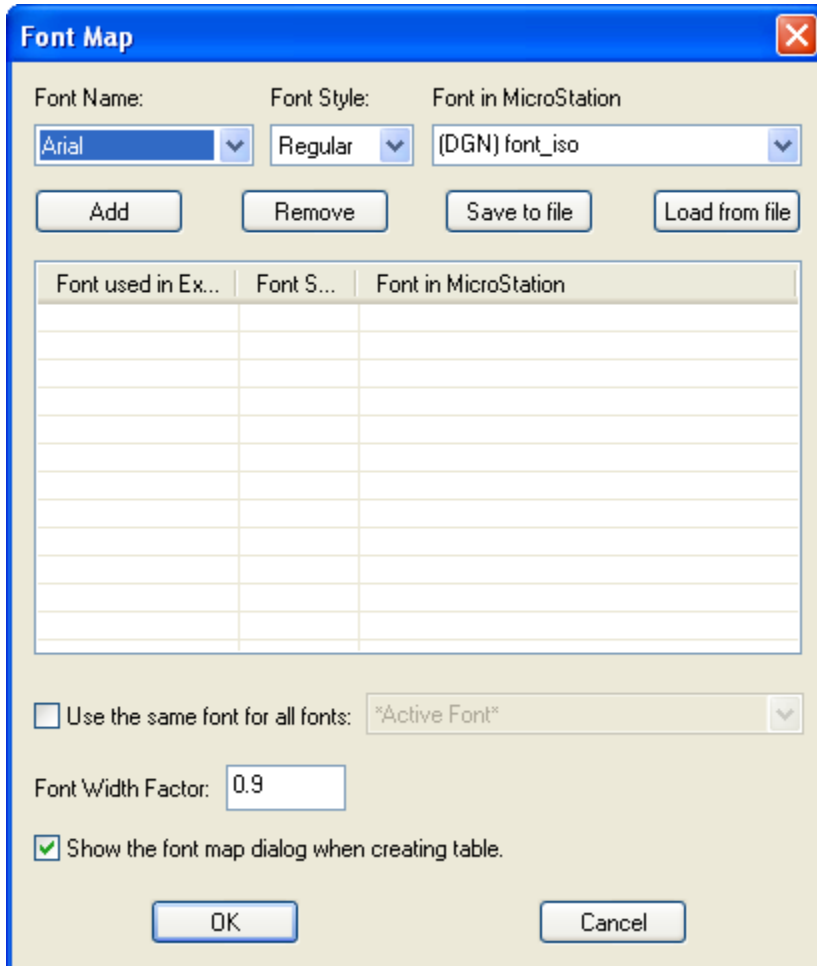 Font Map
Font Name: Font Style: Font in MicroStation
Arial Regular (DGN) font_iso
Add Remove Save to file Load from file
Font used in Ex... Font S... Font in MicroStation
Use the same font for all fonts: *Active Font*
Font Width Factor: 0.9
Show the font map dialog when creating table.
OK Cancel